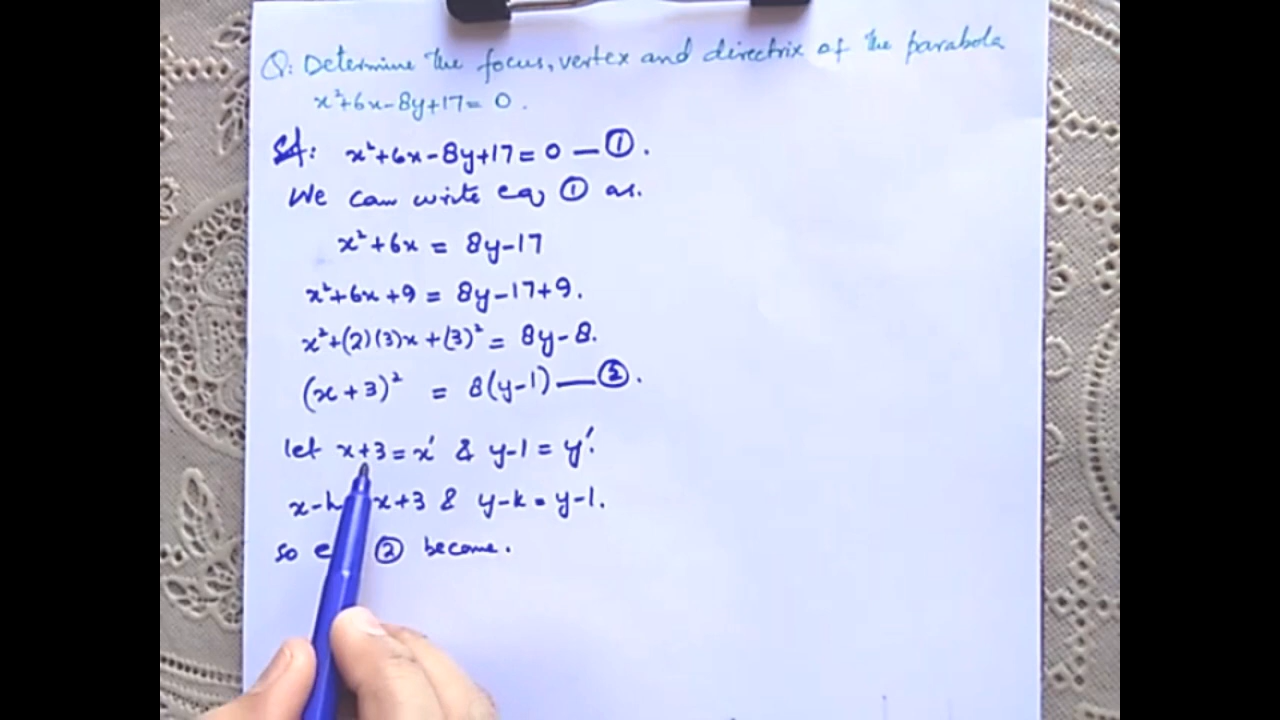 Q: Determine the focus, vertex and directrix of the parabola
x²+6x-8y+17= 0.
Sol: x²+6x-8y+17=0 — ①.
We can write eq ① as.
x²+6x = 8y-17
x²+6x+9 = 8y-17+9.
x²+(2)(3)x+(3)² = 8y-8.
(x+3)² = 8(y-1) — ②.
let x+3=x' & y-1=y'.
x-h x+3 & y-k = y-1.
so ② become.